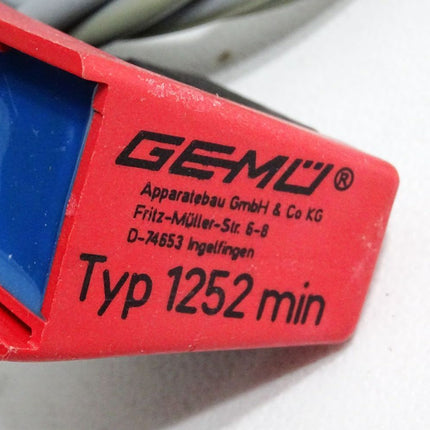 GEMÜ®
Apparatebau GmbH & Co KG
Fritz-Müller-Str. 6-8
D-74653 Ingelfingen
Typ 1252 min